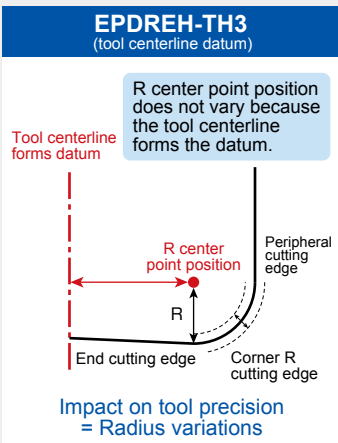 EPDREH-TH3
(tool centerline datum)
R center point position
does not vary because
the tool centerline
forms the datum.
Tool centerline
forms datum
R center
point position
Peripheral
cutting
edge
R
End cutting edge
Corner R
cutting edge
Impact on tool precision
= Radius variations